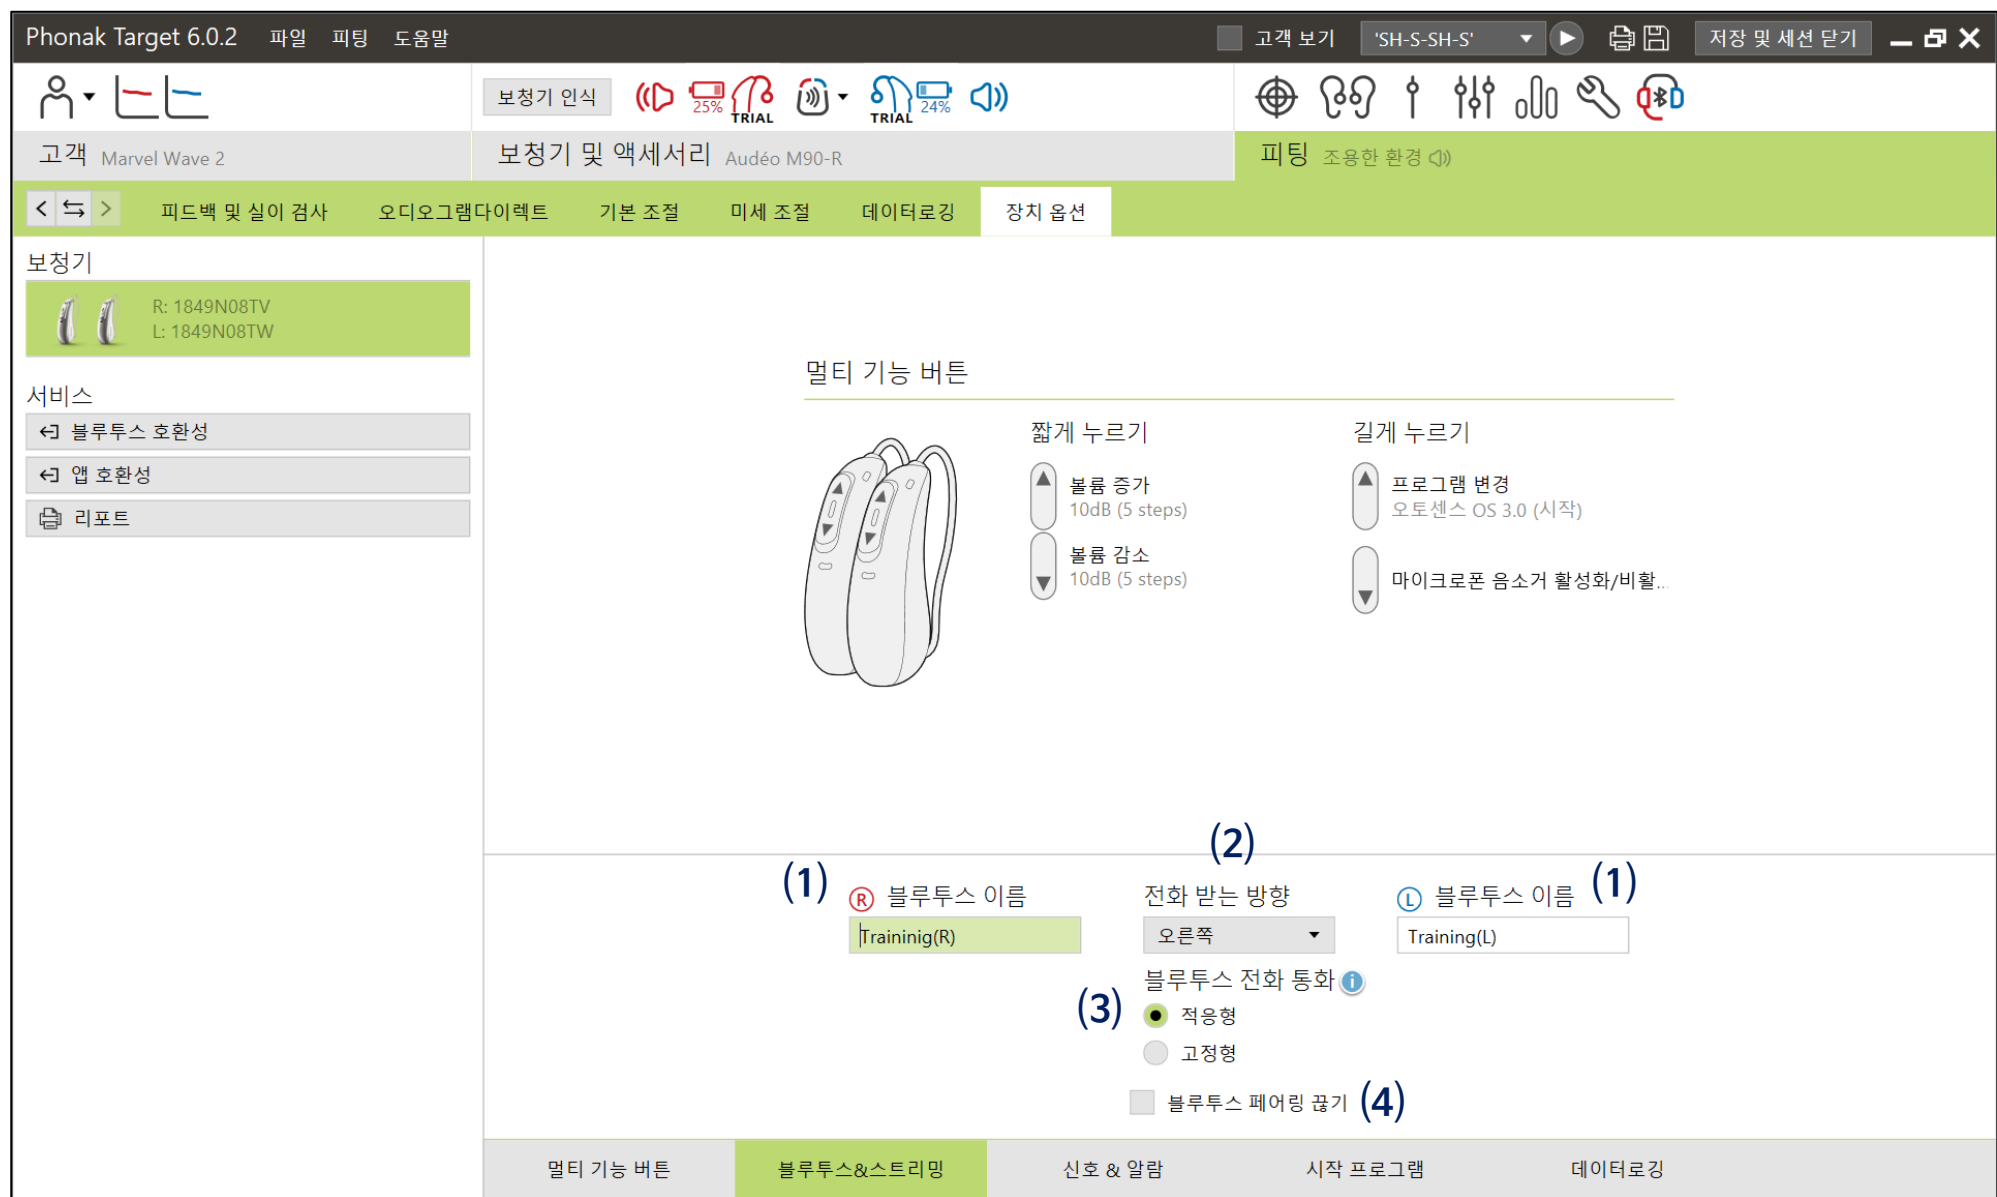 Phonak Target 6.0.2 파일 피팅 도움말 고객 보기 'SH-S-SH-S' 저장 및 세션 닫기
보청기 인식 25% TRIAL TRIAL 24%
고객 Marvel Wave 2 보청기 및 액세서리 Audéo M90-R 피팅 조용한 환경
피드백 및 실이 검사 오디오그램다이렉트 기본 조절 미세 조절 데이터로깅 장치 옵션
보청기
R: 1849N08TV
L: 1849N08TW
서비스
블루투스 호환성
앱 호환성
리포트
멀티 기능 버튼
짧게 누르기 길게 누르기
볼륨 증가 프로그램 변경
10dB (5 steps) 오토센스 OS 3.0 (시작)
볼륨 감소
10dB (5 steps) 마이크로폰 음소거 활성화/비활...
(2)
(1) R 블루투스 이름 전화 받는 방향 L 블루투스 이름 (1)
Traininig(R) 오른쪽 Training(L)
블루투스 전화 통화 i
(3) 적응형
고정형
블루투스 페어링 끊기 (4)
멀티 기능 버튼 블루투스&스트리밍 신호 & 알람 시작 프로그램 데이터로깅